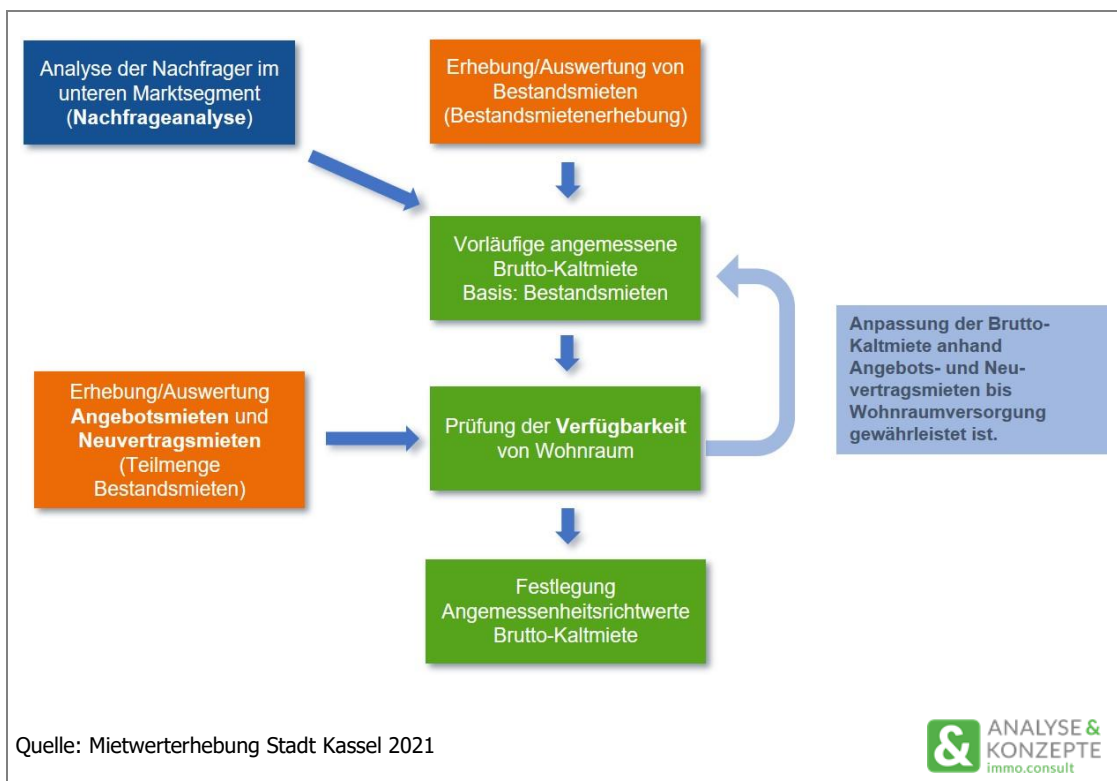 Analyse der Nachfrager im
unteren Marktsegment
(Nachfrageanalyse)
Erhebung/Auswertung von
Bestandsmieten
(Bestandsmietenerhebung)
Vorläufige angemessene
Brutto-Kaltmiete
Basis: Bestandsmieten
Anpassung der Brutto-
Kaltmiete anhand
Angebots- und Neu-
vertragsmieten bis
Wohnraumversorgung
gewährleistet ist.
Erhebung/Auswertung
Angebotsmieten und
Neuvertragsmieten
(Teilmenge
Bestandsmieten)
Prüfung der Verfügbarkeit
von Wohnraum
Festlegung
Angemessenheitsrichtwerte
Brutto-Kaltmiete
Quelle: Mietwerterhebung Stadt Kassel 2021
&
ANALYSE &
KONZEPTE
immo.consult